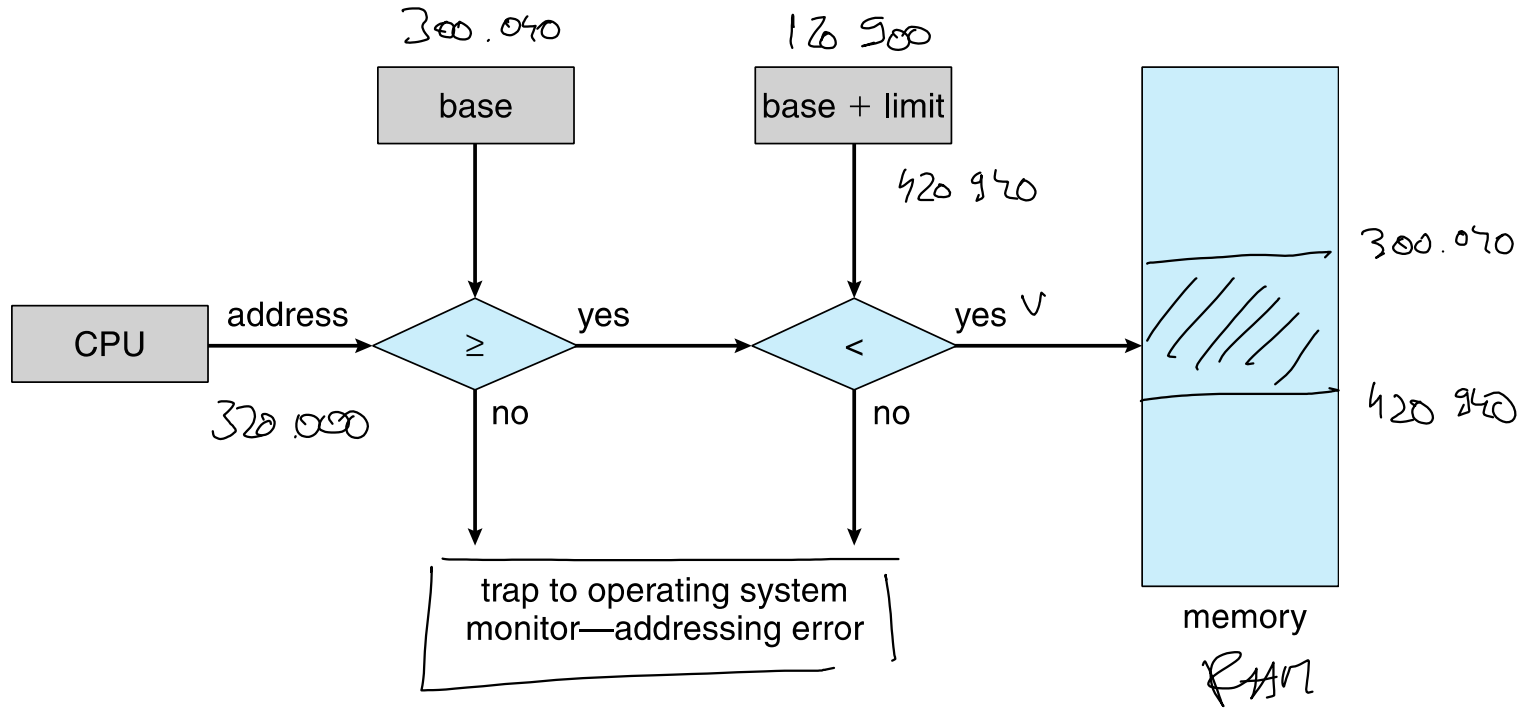 300.040
120 900
base
base + limit
420 940
300.040
CPU
address
≥
yes
<
yes v
320.000
no
no
420 940
trap to operating system
monitor—addressing error
memory
RAM